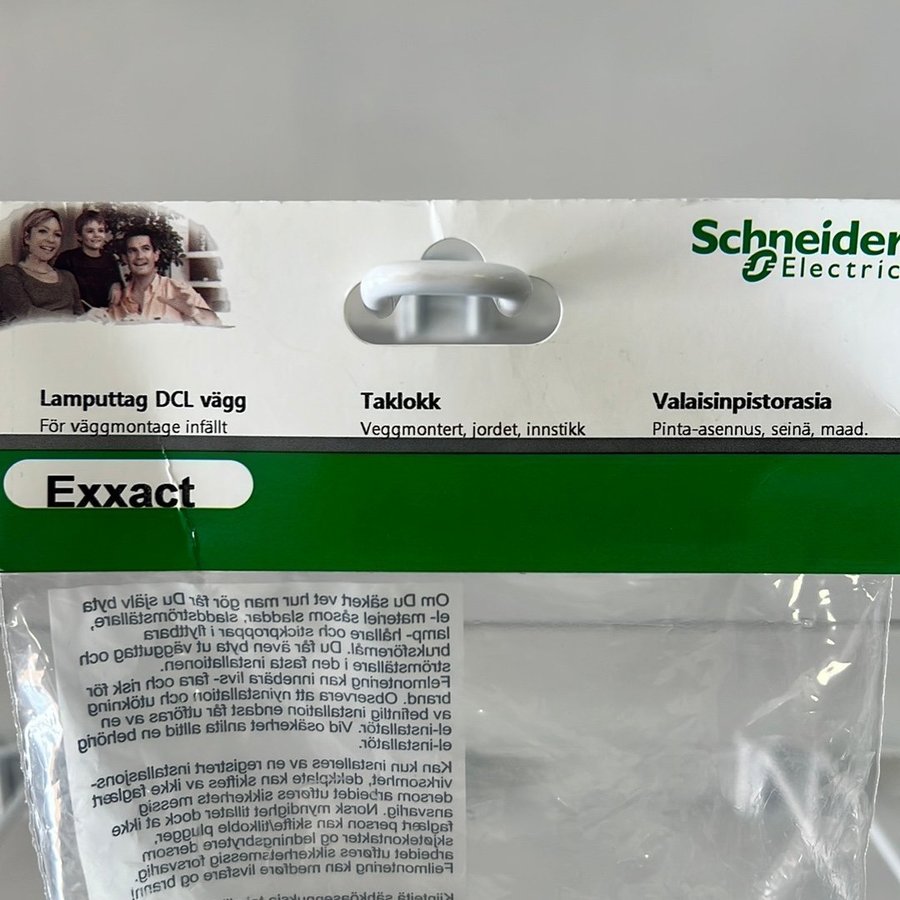 Schneider
Electric
Lamputtag DCL vägg
För väggmontage infällt
Taklokk
Veggmontert, jordet, innstikk
Valaisinpistorasia
Pinta-asennus, seinä, maad.
Exxact
Om Du säkert vet hur man gör får Du själv byta
el- materiel såsom sladdar, sladdströmställare,
lamp- hållare och stickproppar i flyttbara
bruksföremål. Du får även byta ut vägguttag och
strömställare i den fasta installationen.
Felmontering kan innebära livs- fara och risk för
brand. Observera att nyinstallation och utökning
av befintlig installation endast får utföras av en
el-installatör. Vid osäkerhet anlita alltid en behörig
el-installatör.
Kan kun installeres av en registrert installasjons-
virksomhet, dekkplate kan skiftes av ikke faglært
dersom arbeidet utføres sikkerhets messig
ansvarlig. Norsk myndighet tillater dock at ikke
faglært person kan skifte/tilkoble plugger,
skjøtekontakter og ledningsbrytere dersom
arbeidet utføres sikkerhetsmessig forsvarlig.
Feilmontering kan medføre livsfare og brann!
Kiinteitä sähköasennuksia